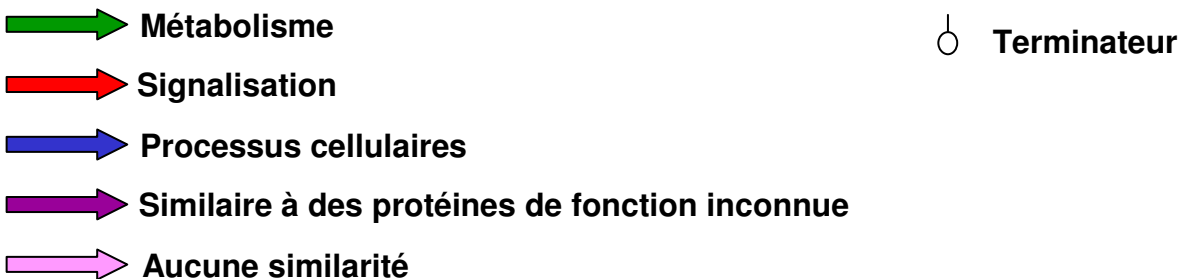 Métabolisme
Terminateur
Signalisation
Processus cellulaires
Similaire à des protéines de fonction inconnue
Aucune similarité